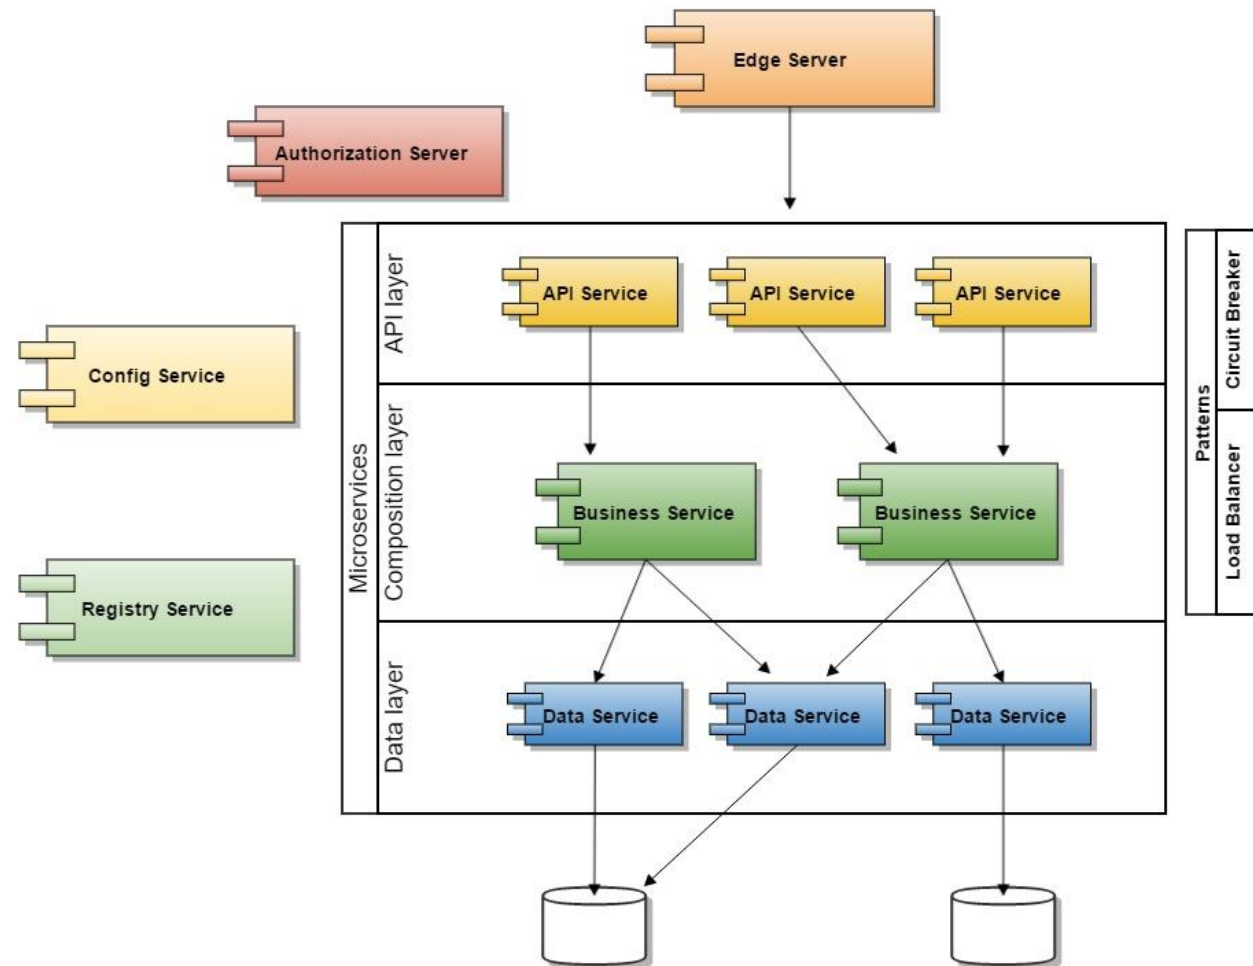 Edge Server
Authorization Server
Microservices
API layer
API Service
API Service
API Service
Patterns
Circuit Breaker
Load Balancer
Config Service
Composition layer
Business Service
Business Service
Registry Service
Data layer
Data Service
Data Service
Data Service